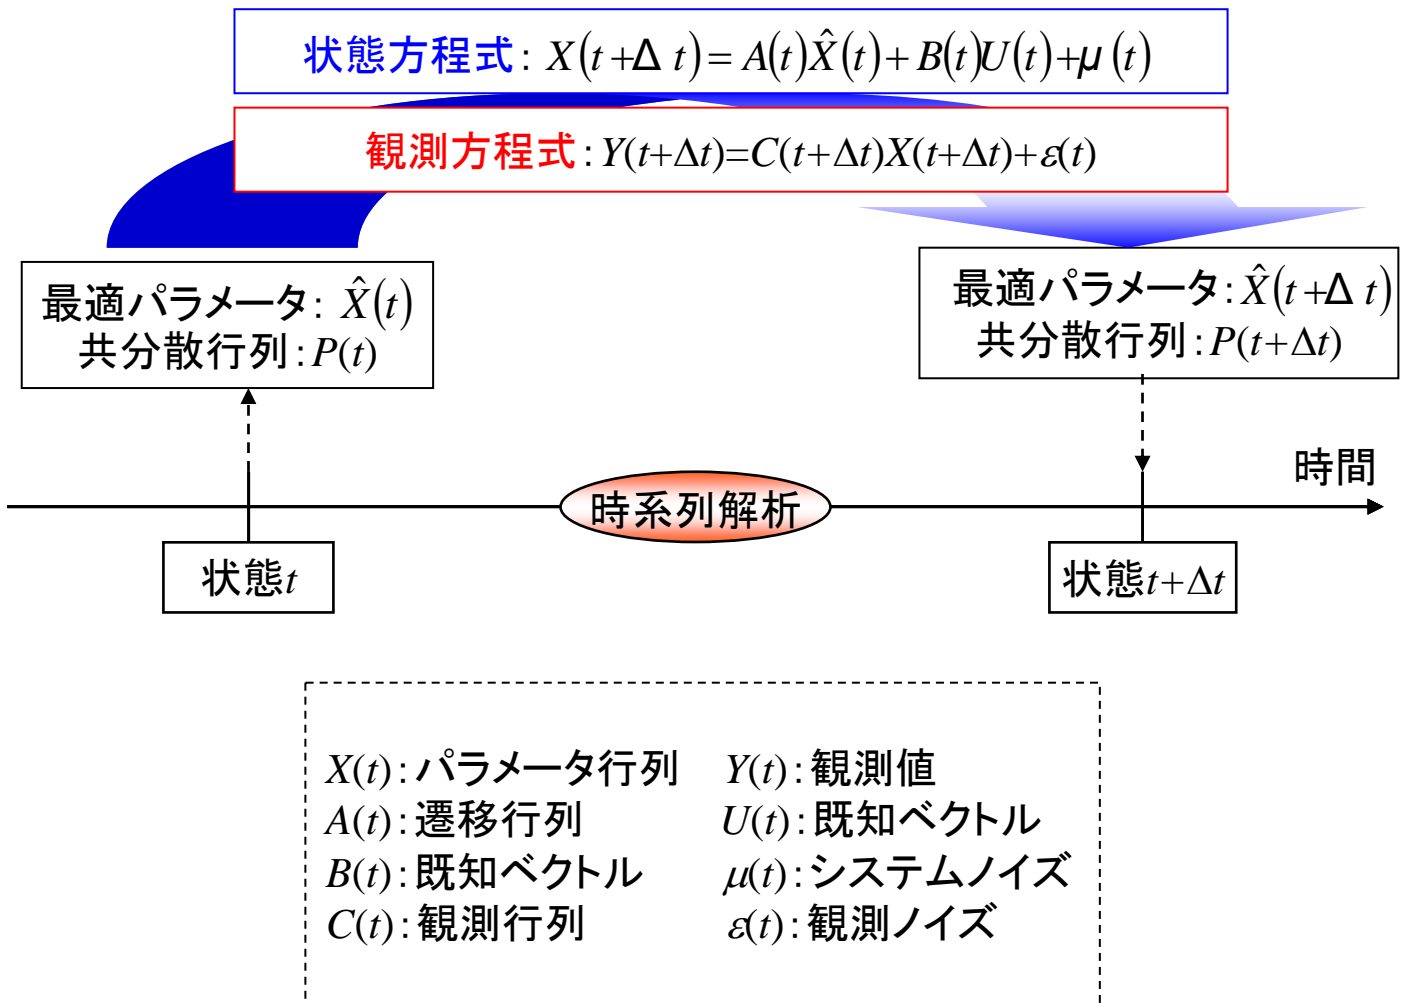 状態方程式: X(t+Δ t)=A(t)X̂(t)+B(t)U(t)+μ(t)
観測方程式:Y(t+Δt)=C(t+Δt)X(t+Δt)+ε(t)
最適パラメータ: X̂(t)
共分散行列:P(t)
最適パラメータ:X̂(t+Δ t)
共分散行列:P(t+Δt)
時間
時系列解析
状態t
状態t+Δt
X(t):パラメータ行列 Y(t):観測値
A(t):遷移行列 U(t):既知ベクトル
B(t):既知ベクトル μ(t):システムノイズ
C(t):観測行列 ε(t):観測ノイズ